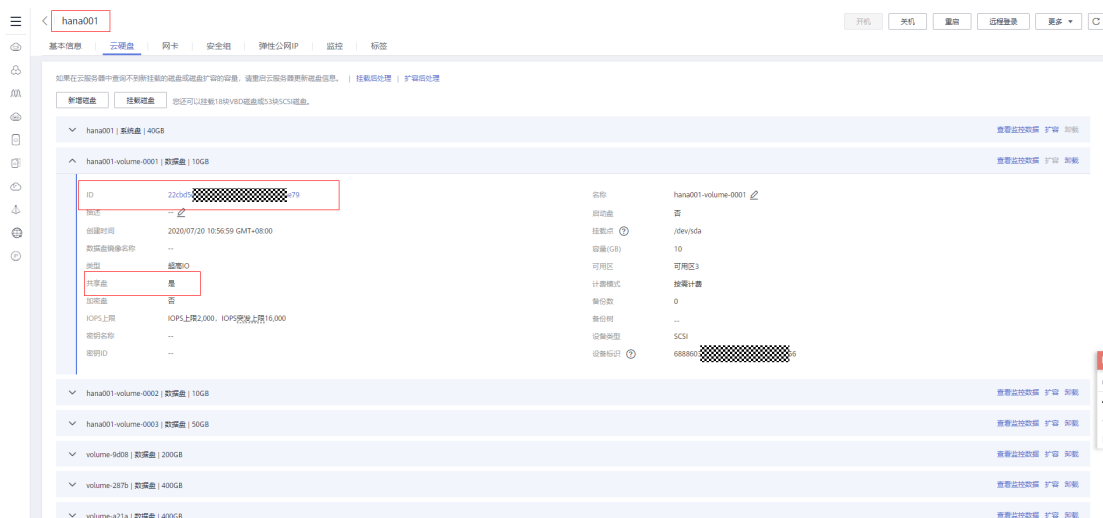 hana001
开机 关机 重启 远程登录 更多
基本信息 云硬盘 网卡 安全组 弹性公网IP 监控 标签
如果在云服务器中查询不到新挂载的磁盘或磁盘扩容的容量，请重启云服务器更新磁盘信息。 | 挂载后处理 | 扩容后处理
新增磁盘 挂载磁盘 您还可以挂载18块VBD磁盘或53块SCSI磁盘。
hana001 | 系统盘 | 40GB 查看监控数据 扩容 卸载
hana001-volume-0001 | 数据盘 | 10GB 查看监控数据 扩容 卸载
ID 22cbd5 e79 名称 hana001-volume-0001
描述 -- 启动盘 否
创建时间 2020/07/20 10:56:59 GMT+08:00 挂载点 /dev/sda
数据盘镜像名称 -- 容量(GB) 10
类型 超高IO 可用区 可用区3
共享盘 是 计费模式 按需计费
加密盘 否 备份数 0
IOPS上限 IOPS上限2,000，IOPS突发上限16,000 备份树 --
密钥名称 -- 设备类型 SCSI
密钥ID -- 设备标识 6888603 56
hana001-volume-0002 | 数据盘 | 10GB 查看监控数据 扩容 卸载
hana001-volume-0003 | 数据盘 | 50GB 查看监控数据 扩容 卸载
volume-9d08 | 数据盘 | 200GB 查看监控数据 扩容 卸载
volume-287b | 数据盘 | 400GB 查看监控数据 扩容 卸载
volume-a21a | 数据盘 | 400GB 查看监控数据 扩容 卸载